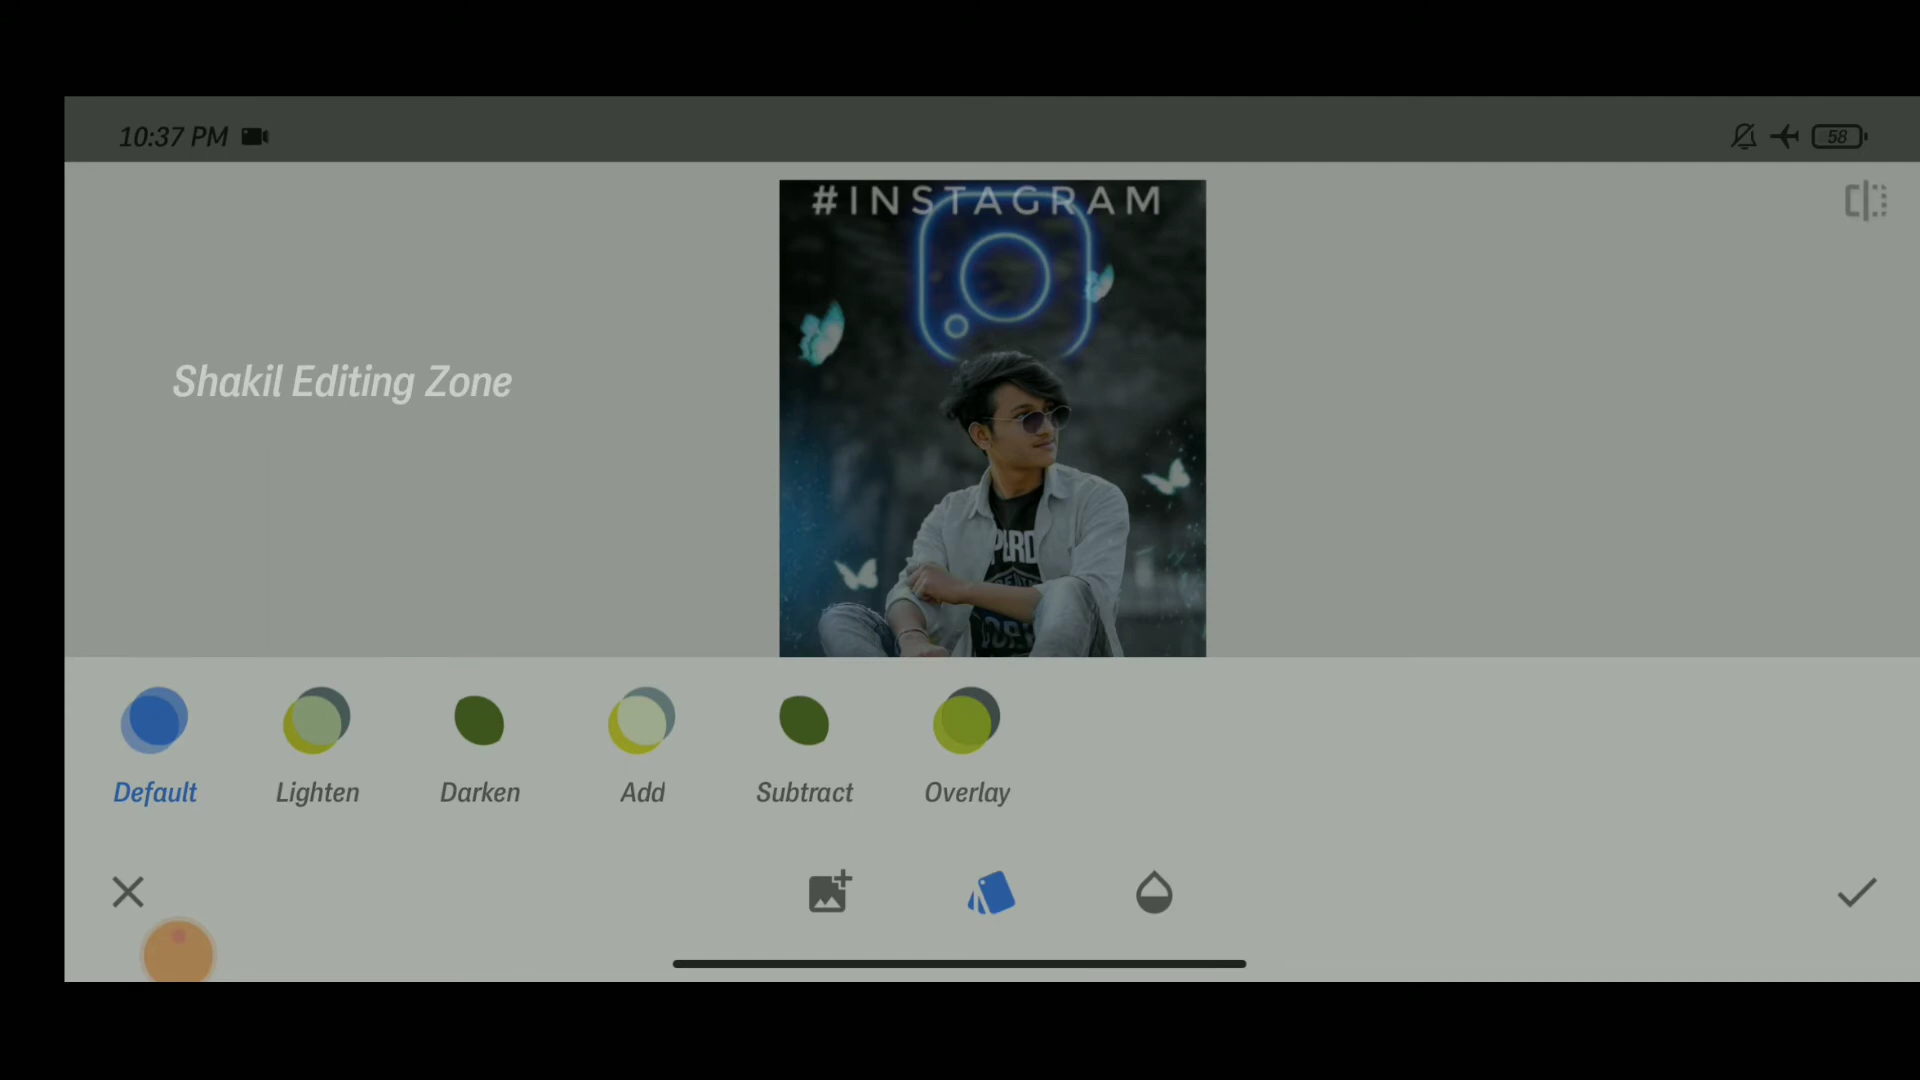 10:37 PM
58
#INSTAGRAM
Shakil Editing Zone
Default
Lighten
Darken
Add
Subtract
Overlay